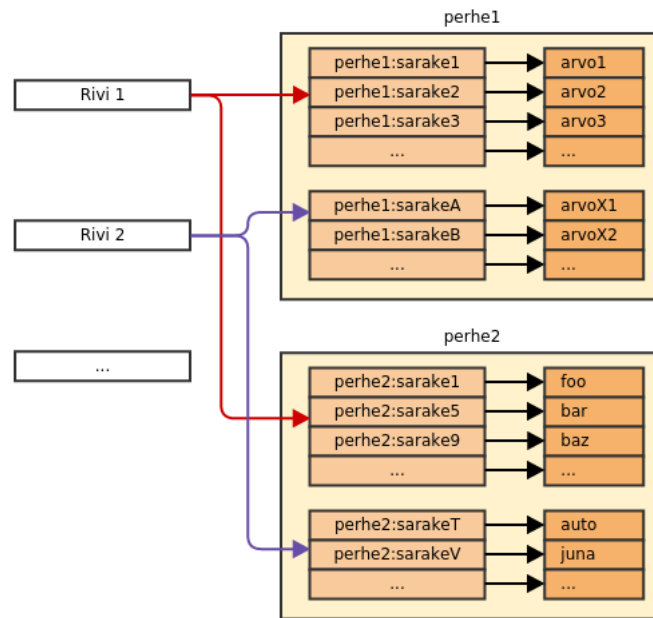 perhe1
Rivi 1
perhe1:sarake1 arvo1
perhe1:sarake2 arvo2
perhe1:sarake3 arvo3
... ...
Rivi 2
perhe1:sarakeA arvoX1
perhe1:sarakeB arvoX2
... ...
...
perhe2
perhe2:sarake1 foo
perhe2:sarake5 bar
perhe2:sarake9 baz
... ...
perhe2:sarakeT auto
perhe2:sarakeV juna
... ...